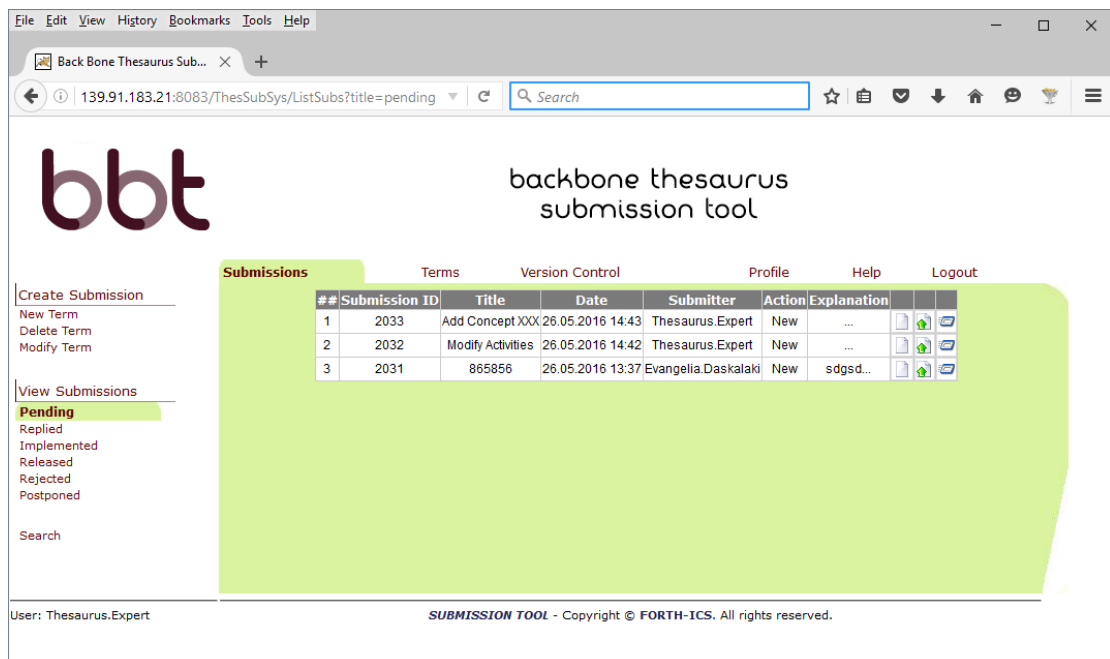 File Edit View History Bookmarks Tools Help
Back Bone Thesaurus Sub...
139.91.183.21:8083/ThesSubSys/ListSubs?title=pending Search
bbt
backbone thesaurus
submission tool
Submissions Terms Version Control Profile Help Logout
Create Submission
New Term
Delete Term
Modify Term
View Submissions
Pending
Replied
Implemented
Released
Rejected
Postponed
Search
## Submission ID Title Date Submitter Action Explanation
1 2033 Add Concept XXX 26.05.2016 14:43 Thesaurus.Expert New ...
2 2032 Modify Activities 26.05.2016 14:42 Thesaurus.Expert New ...
3 2031 865856 26.05.2016 13:37 Evangelia.Daskalaki New sdgsd...
User: Thesaurus.Expert SUBMISSION TOOL - Copyright © FORTH-ICS. All rights reserved.